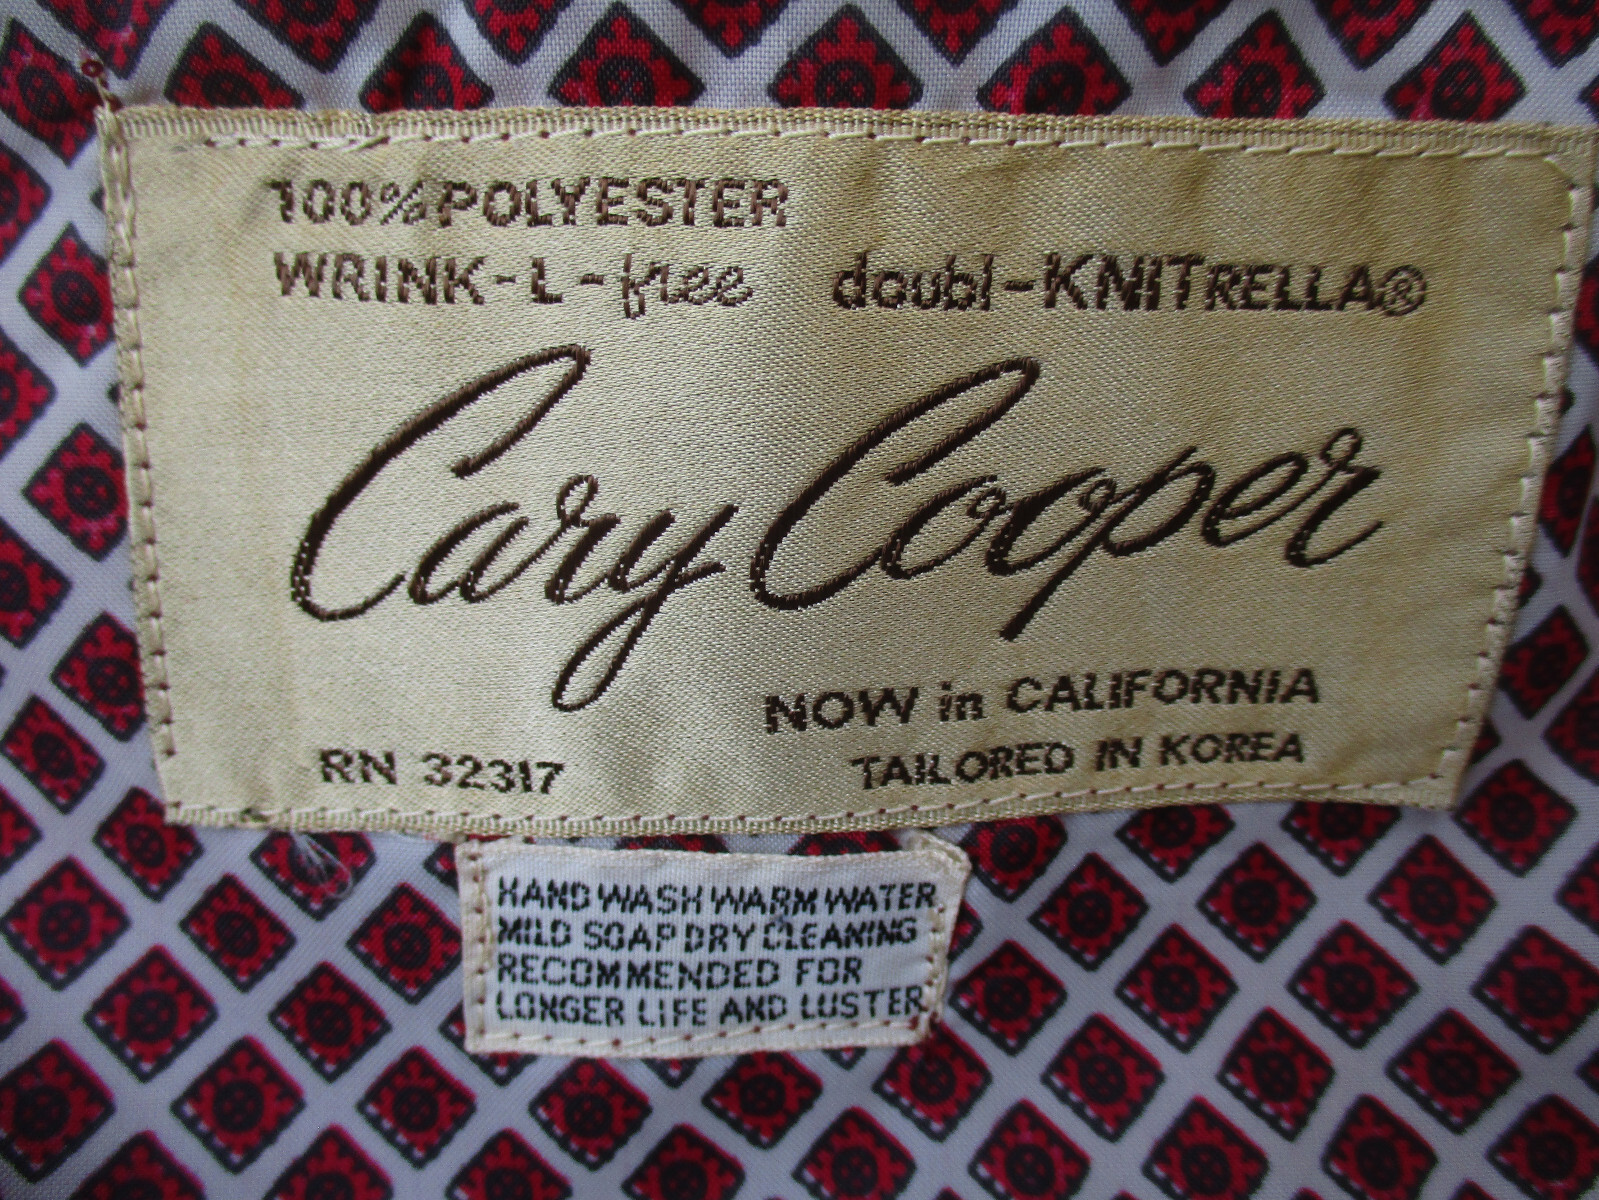 100% POLYESTER
WRINK-L-free doubl-KNITRELLA®
Cary Cooper
NOW in CALIFORNIA
RN 32317 TAILORED IN KOREA
HAND WASH WARM WATER
MILD SOAP DRY CLEANING
RECOMMENDED FOR
LONGER LIFE AND LUSTER